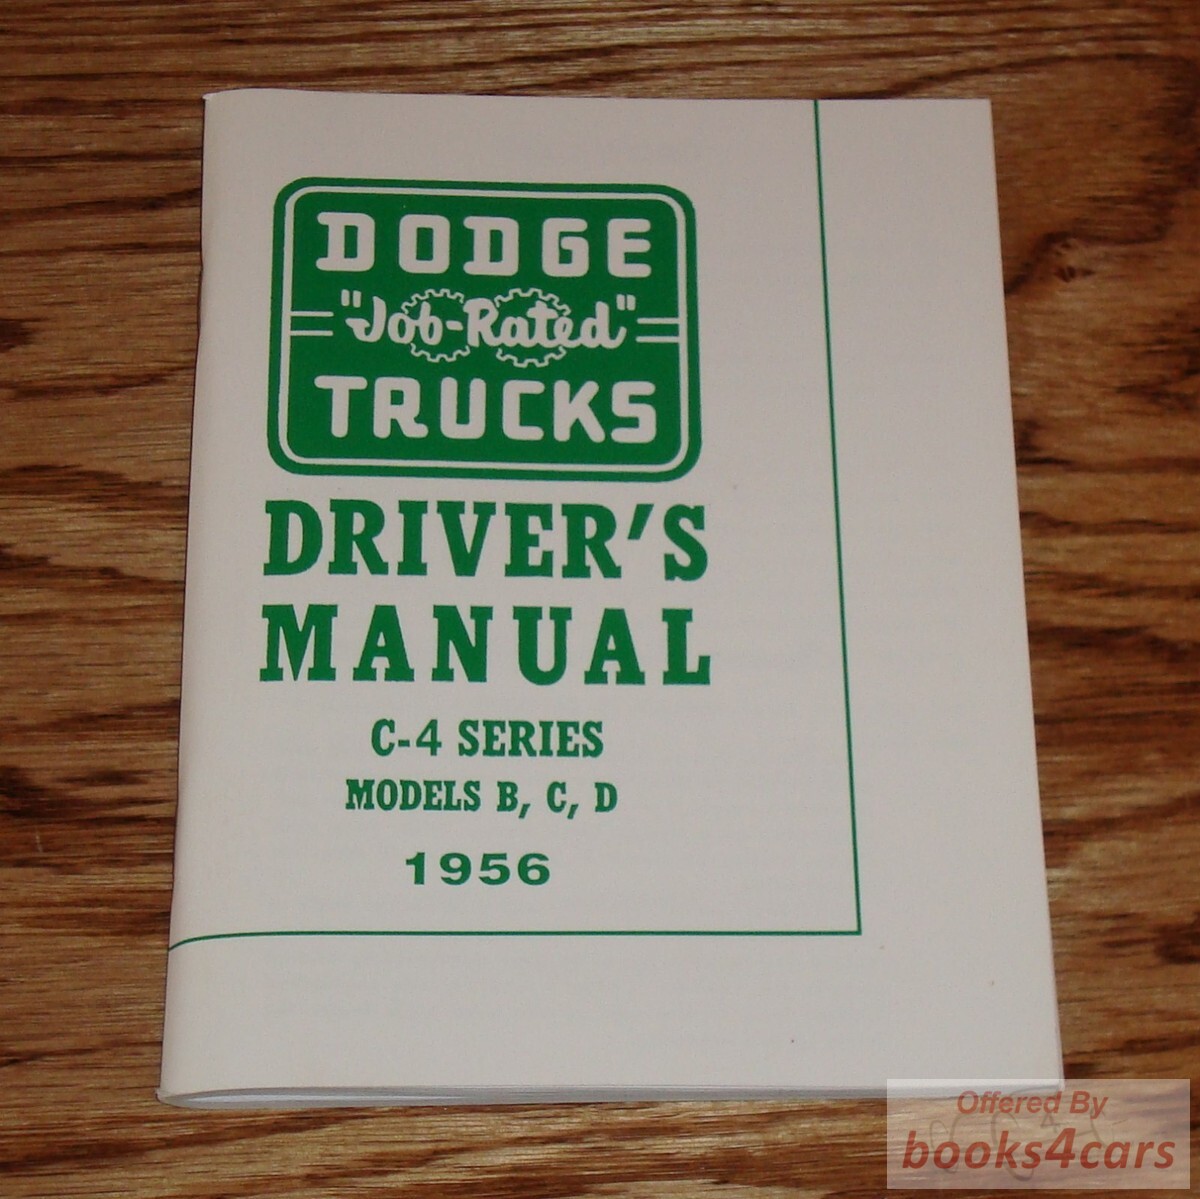 DODGE
"Job-Rated"
TRUCKS
DRIVER'S
MANUAL
C-4 SERIES
MODELS B, C, D
1956
Offered By
books4cars